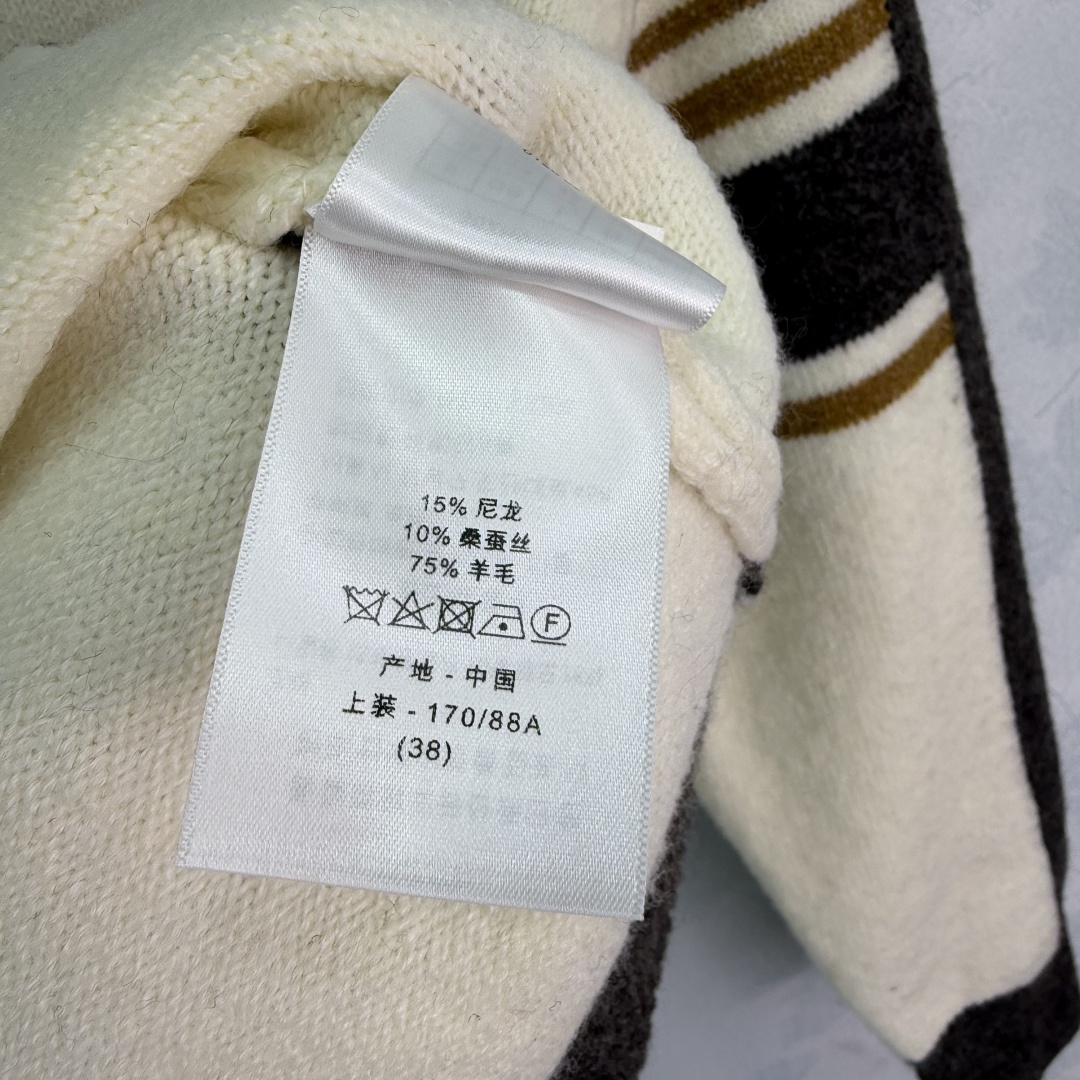 15% 尼龙
10% 桑蚕丝
75% 羊毛
F
产地 - 中国
上装 - 170/88A
(38)